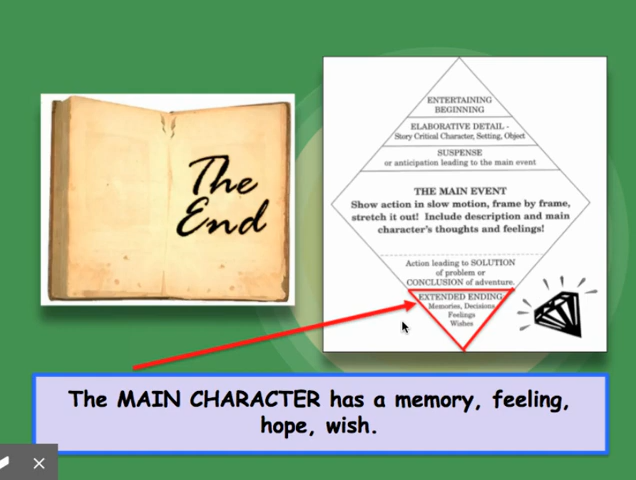 The
End
ENTERTAINING
BEGINNING
ELABORATIVE DETAIL -
Story Critical Character, Setting, Object
SUSPENSE
or anticipation leading to the main event
THE MAIN EVENT
Show action in slow motion, frame by frame,
stretch it out! Include description and main
character's thoughts and feelings!
Action leading to SOLUTION
of problem or
CONCLUSION of adventure.
EXTENDED ENDING
Memories, Decisions,
Feelings
Wishes
The MAIN CHARACTER has a memory, feeling,
hope, wish.